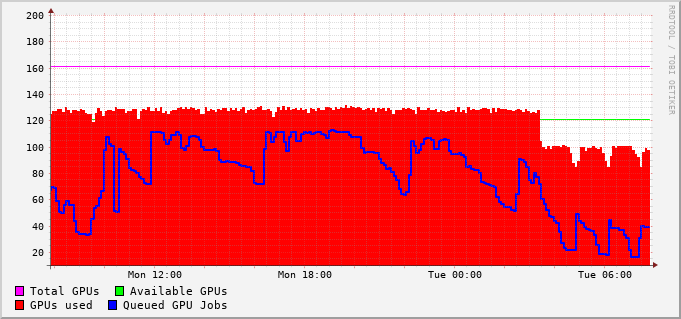 200
180
160
140
120
100
80
60
40
20
Mon 12:00 Mon 18:00 Tue 00:00 Tue 06:00
Total GPUs Available GPUs
GPUs used Queued GPU Jobs
RRDTOOL / TOBI OETIKER